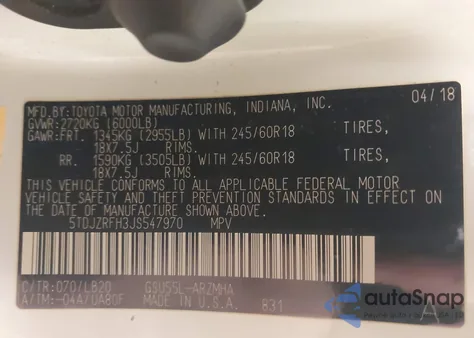 MFD.BY:TOYOTA MOTOR MANUFACTURING, INDIANA, INC. 04/18
GVWR:2720KG (6000LB)
GAWR:FRT. 1345KG (2955LB) WITH 245/60R18 TIRES,
18X7.5J RIMS.
RR. 1590KG (3505LB) WITH 245/60R18 TIRES,
18X7.5J RIMS.
THIS VEHICLE CONFORMS TO ALL APPLICABLE FEDERAL MOTOR
VEHICLE SAFETY AND THEFT PREVENTION STANDARDS IN EFFECT ON
THE DATE OF MANUFACTURE SHOWN ABOVE.
5TDJZRFH3JS547970 MPV
C/TR:070/LB20 GSU55L-ARZMHA
A/TM:-04A/UA80F MADE IN U.S.A. 831 A
autoSnap